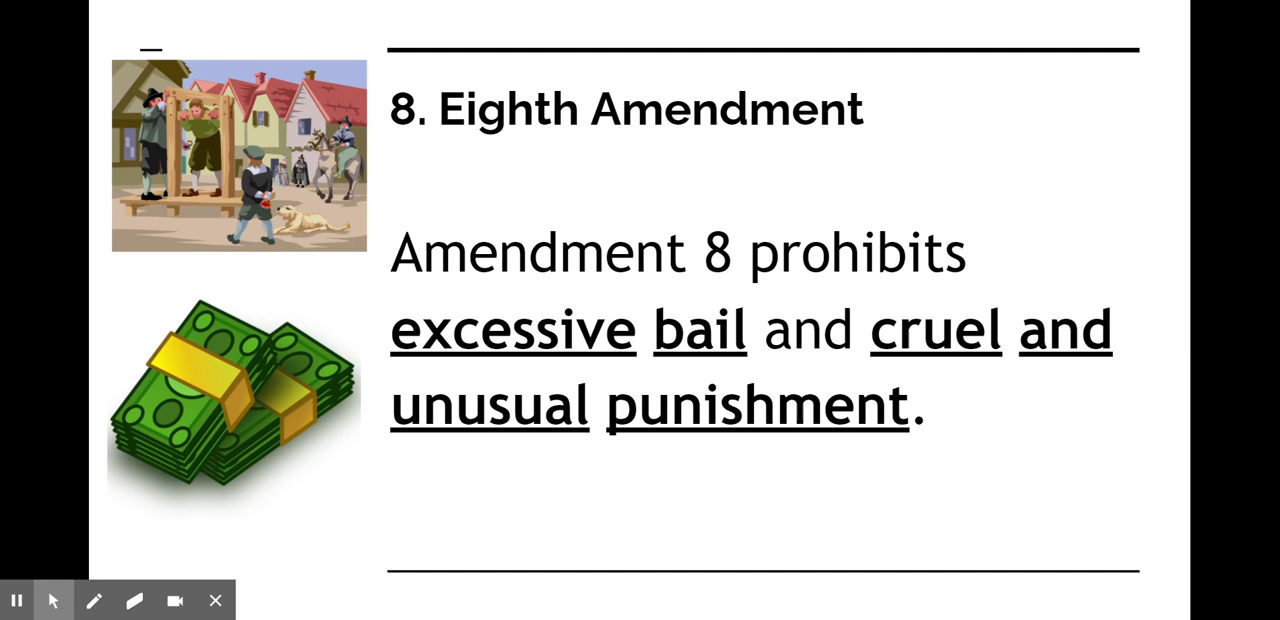 8. Eighth Amendment
Amendment 8 prohibits
excessive bail and cruel and
unusual punishment.